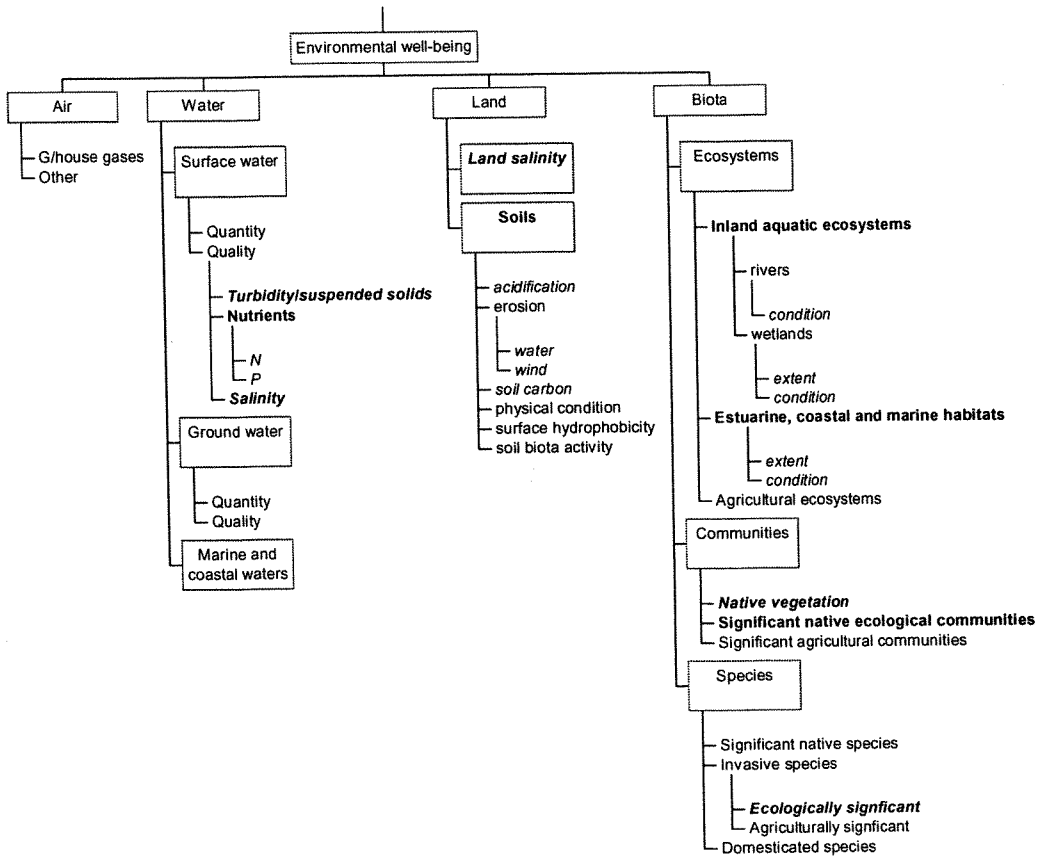 Environmental well-being
Air
G/house gases
Other
Water
Surface water
Quantity
Quality
Turbidity/suspended solids
Nutrients
N
P
Salinity
Ground water
Quantity
Quality
Marine and
coastal waters
Land
Land salinity
Soils
acidification
erosion
water
wind
soil carbon
physical condition
surface hydrophobicity
soil biota activity
Biota
Ecosystems
Inland aquatic ecosystems
rivers
condition
wetlands
extent
condition
Estuarine, coastal and marine habitats
extent
condition
Agricultural ecosystems
Communities
Native vegetation
Significant native ecological communities
Significant agricultural communities
Species
Significant native species
Invasive species
Ecologically signficant
Agriculturally signficant
Domesticated species